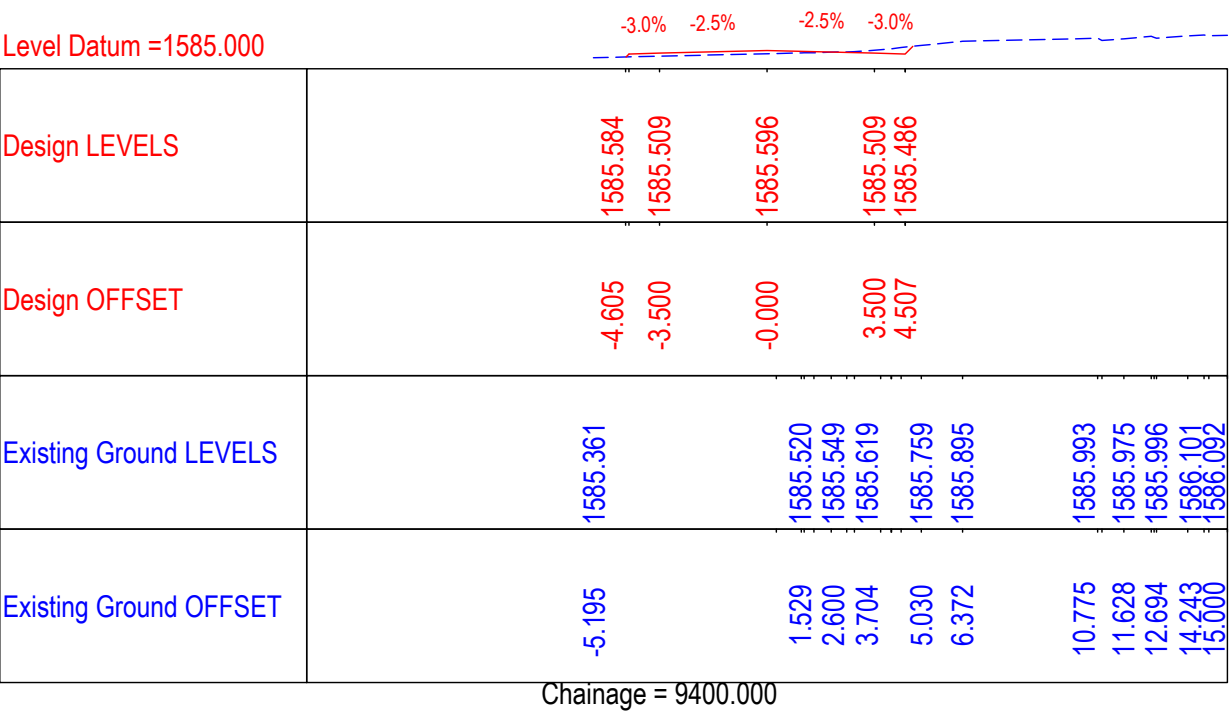 -3.0% -2.5% -2.5% -3.0%
Level Datum =1585.000
Design LEVELS 1585.584 1585.509 1585.596 1585.509 1585.486
Design OFFSET -4.605 -3.500 -0.000 3.500 4.507
Existing Ground LEVELS 1585.361 1585.520 1585.549 1585.619 1585.759 1585.895 1585.993 1585.975 1585.996 1586.101 1586.092
Existing Ground OFFSET -5.195 1.529 2.600 3.704 5.030 6.372 10.775 11.628 12.694 14.243 15.000
Chainage = 9400.000